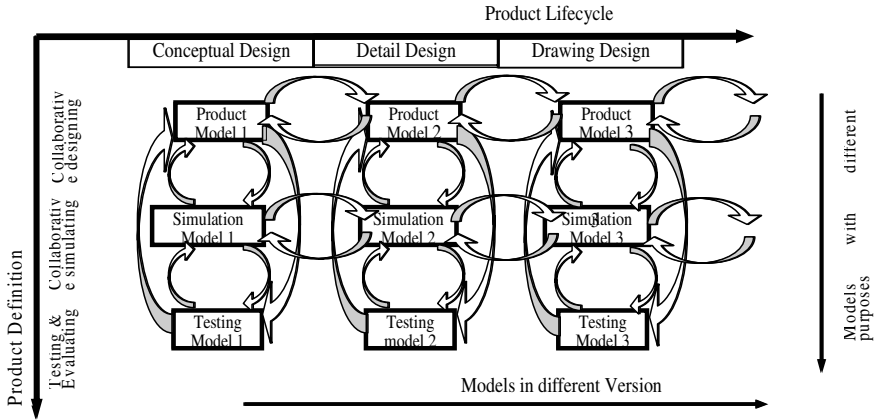 Product Lifecycle
Conceptual Design
Detail Design
Drawing Design
Product
Model 1
Product
Model 2
Product
Model 3
Simulation
Model 1
Simulation
Model 2
Simulation
3
Model 3
Testing
Model 1
Testing
model 2
Testing
Model 3
Product Definition
Collaborativ
e designing
Collaborativ
e simulating
Testing &
Evaluating
Models with different
purposes
Models in different Version